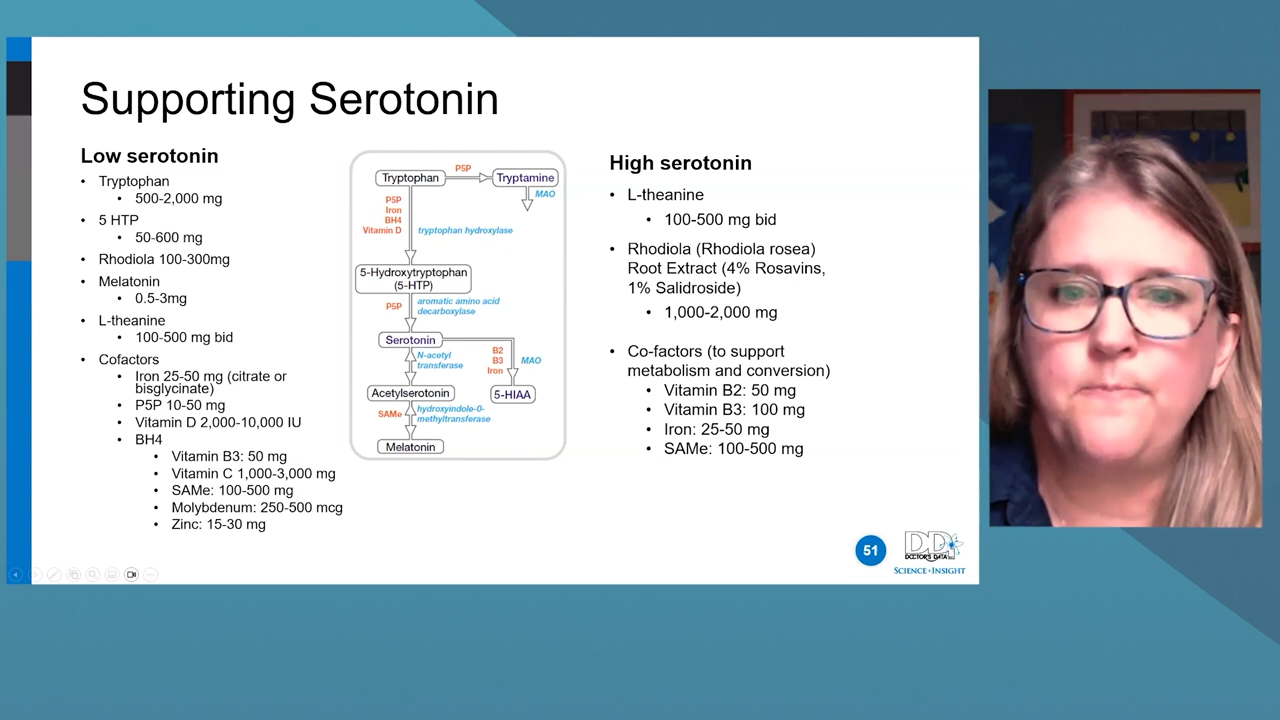 Supporting Serotonin
Low serotonin
• Tryptophan
• 500-2,000 mg
• 5 HTP
• 50-600 mg
• Rhodiola 100-300mg
• Melatonin
• 0.5-3mg
• L-theanine
• 100-500 mg bid
• Cofactors
• Iron 25-50 mg (citrate or
bisglycinate)
• P5P 10-50 mg
• Vitamin D 2,000-10,000 IU
• BH4
• Vitamin B3: 50 mg
• Vitamin C 1,000-3,000 mg
• SAMe: 100-500 mg
• Molybdenum: 250-500 mcg
• Zinc: 15-30 mg
Tryptophan
P5P
Tryptamine
MAO
P5P
Iron
BH4
Vitamin D
tryptophan hydroxylase
5-Hydroxytryptophan
(5-HTP)
P5P
aromatic amino acid
decarboxylase
Serotonin
N-acetyl
transferase
B2
B3
Iron
MAO
Acetylserotonin
5-HIAA
SAMe
hydroxyindole-0-
methyltransferase
Melatonin
High serotonin
• L-theanine
• 100-500 mg bid
• Rhodiola (Rhodiola rosea)
Root Extract (4% Rosavins,
1% Salidroside)
• 1,000-2,000 mg
• Co-factors (to support
metabolism and conversion)
• Vitamin B2: 50 mg
• Vitamin B3: 100 mg
• Iron: 25-50 mg
• SAMe: 100-500 mg
51
DDI
DOCTOR'S DATA INC
SCIENCE + INSIGHT